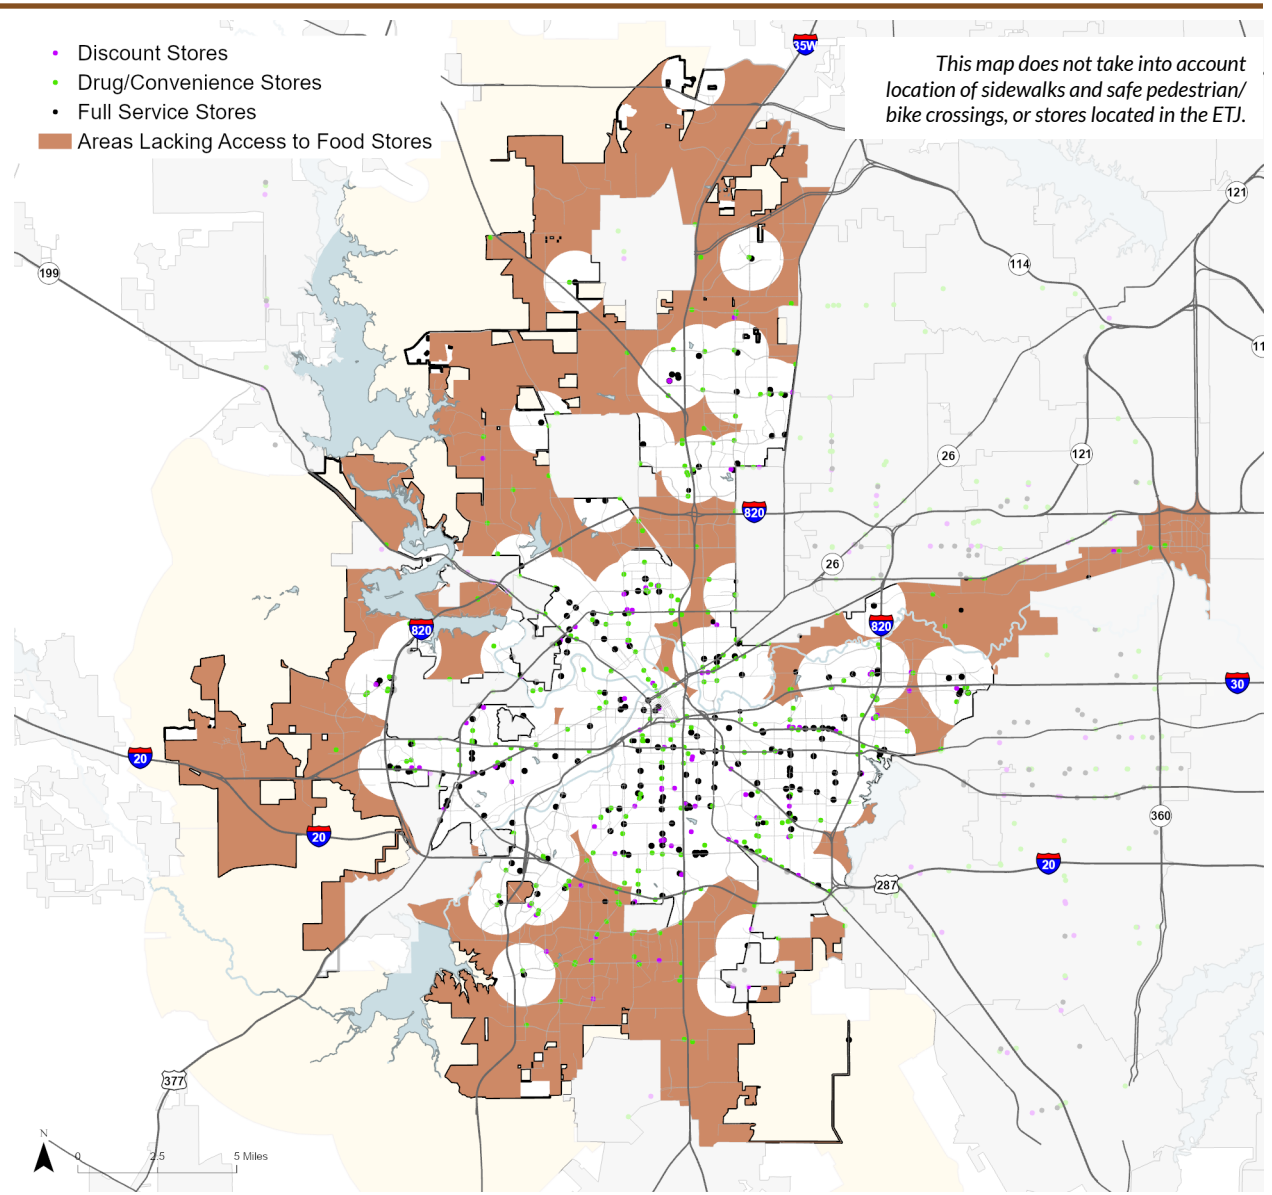 Discount Stores
Drug/Convenience Stores
Full Service Stores
Areas Lacking Access to Food Stores
This map does not take into account
location of sidewalks and safe pedestrian/
bike crossings, or stores located in the ETJ.
35W
121
199
114
11
26
121
820
26
820
820
30
20
20
360
20
287
377
N
0 2.5 5 Miles